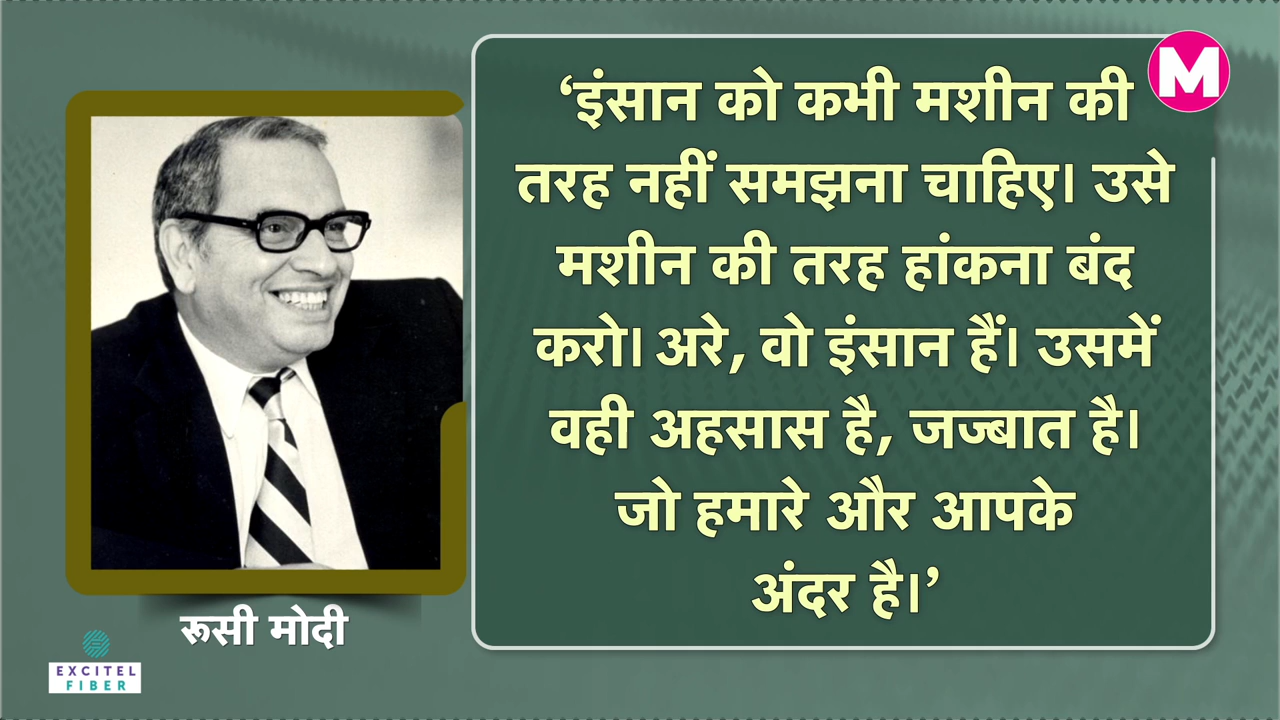 ‘इंसान को कभी मशीन की
तरह नहीं समझना चाहिए। उसे
मशीन की तरह हांकना बंद
करो। अरे, वो इंसान हैं। उसमें
वही अहसास है, जज्बात है।
जो हमारे और आपके
अंदर है।’
M
रूसी मोदी
EXCITEL
FIBER